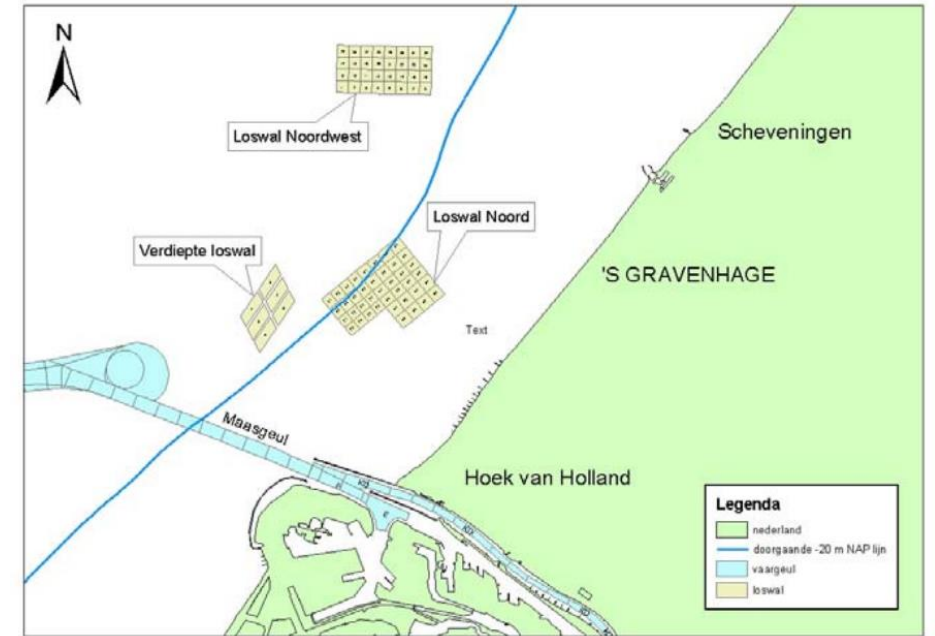 N
Loswal Noordwest
Scheveningen
Loswal Noord
Verdiepte loswal
'S GRAVENHAGE
Text
Maasgeul
Hoek van Holland
Legenda
nederland
doorgaande -20 m NAP lijn
vaargeul
loswal